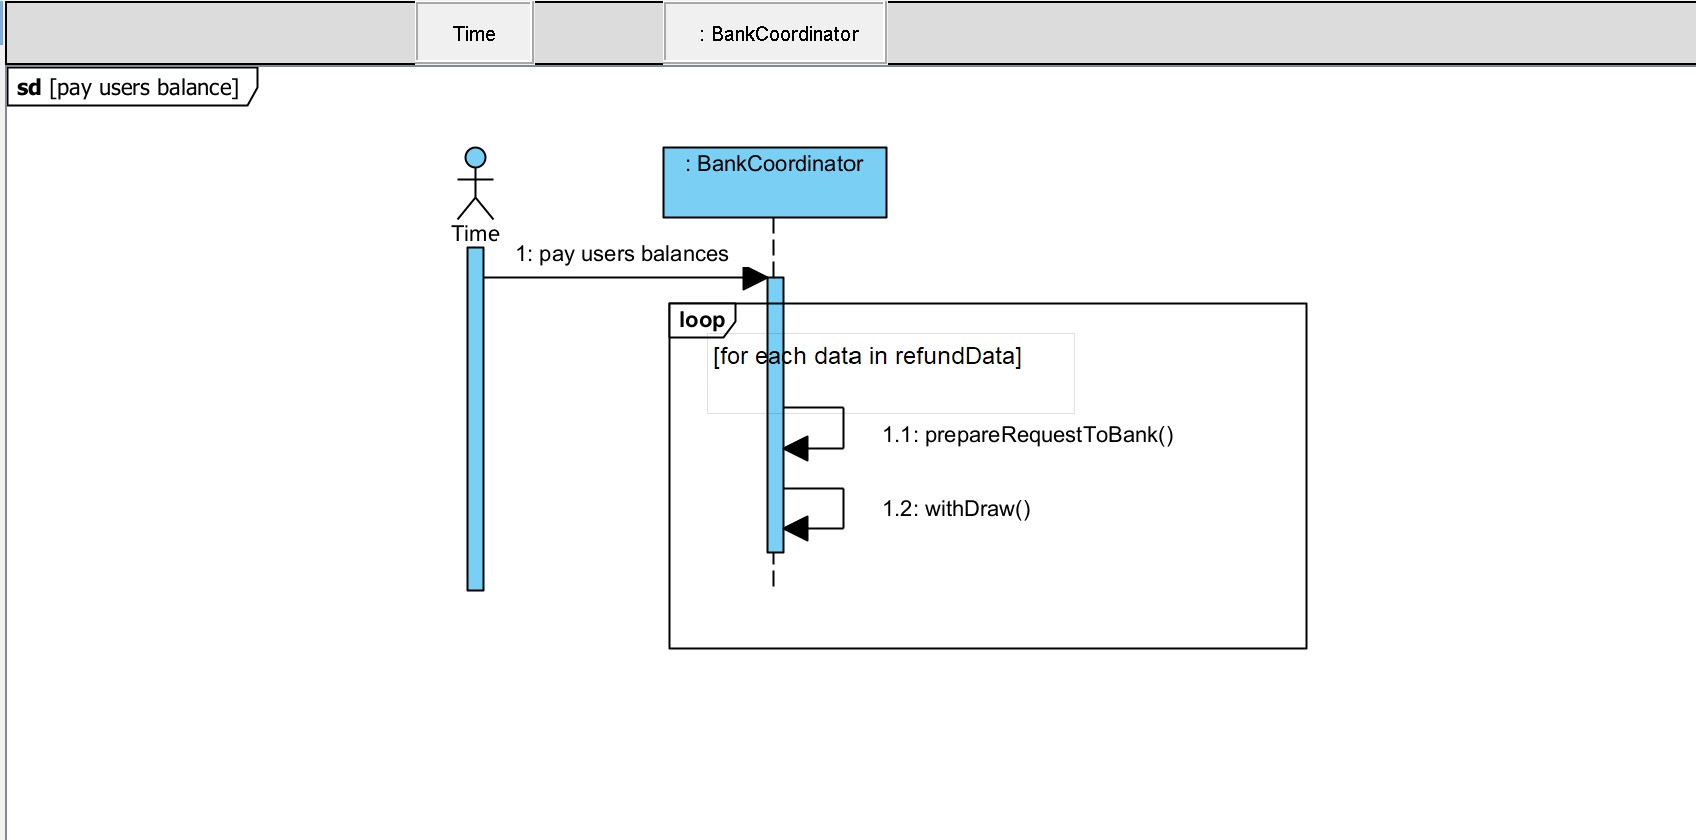 Time
: BankCoordinator
sd [pay users balance]
: BankCoordinator
Time
1: pay users balances
loop
[for each data in refundData]
1.1: prepareRequestToBank()
1.2: withDraw()